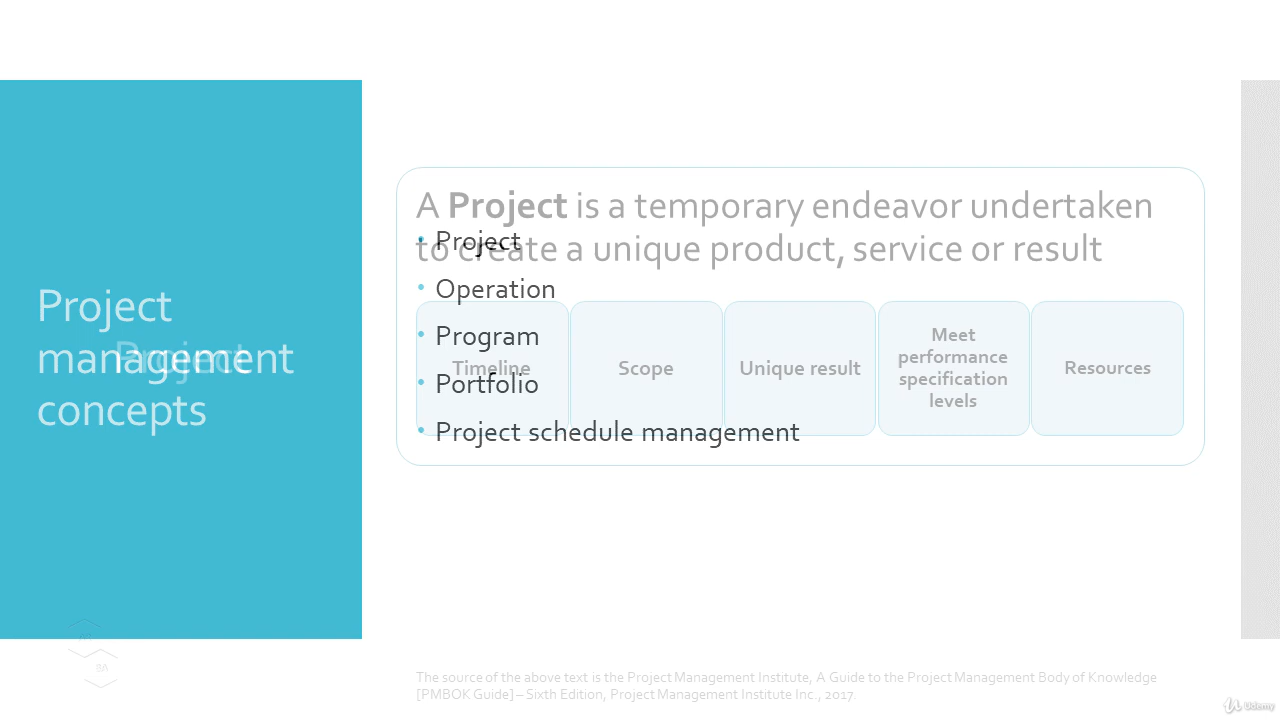 Project
management
concepts
Project
A Project is a temporary endeavor undertaken
to create a unique product, service or result
• Project
• Operation
• Program
• Portfolio
• Project schedule management
Timeline
Scope
Unique result
Meet
performance
specification
levels
Resources
SA
The source of the above text is the Project Management Institute, A Guide to the Project Management Body of Knowledge
[PMBOK Guide] – Sixth Edition, Project Management Institute Inc., 2017.
Udemy